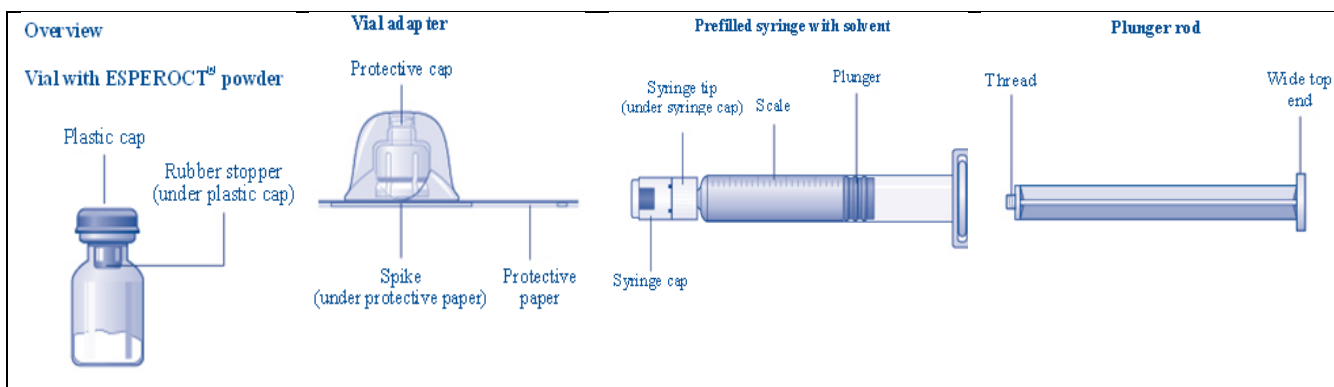 Overview
Vial with ESPEROCT® powder
Plastic cap
Rubber stopper
(under plastic cap)
Vial adapter
Protective cap
Spike
(under protective paper)
Protective
paper
Prefilled syringe with solvent
Syringe tip
(under syringe cap)
Scale
Plunger
Syringe cap
Plunger rod
Thread
Wide top
end